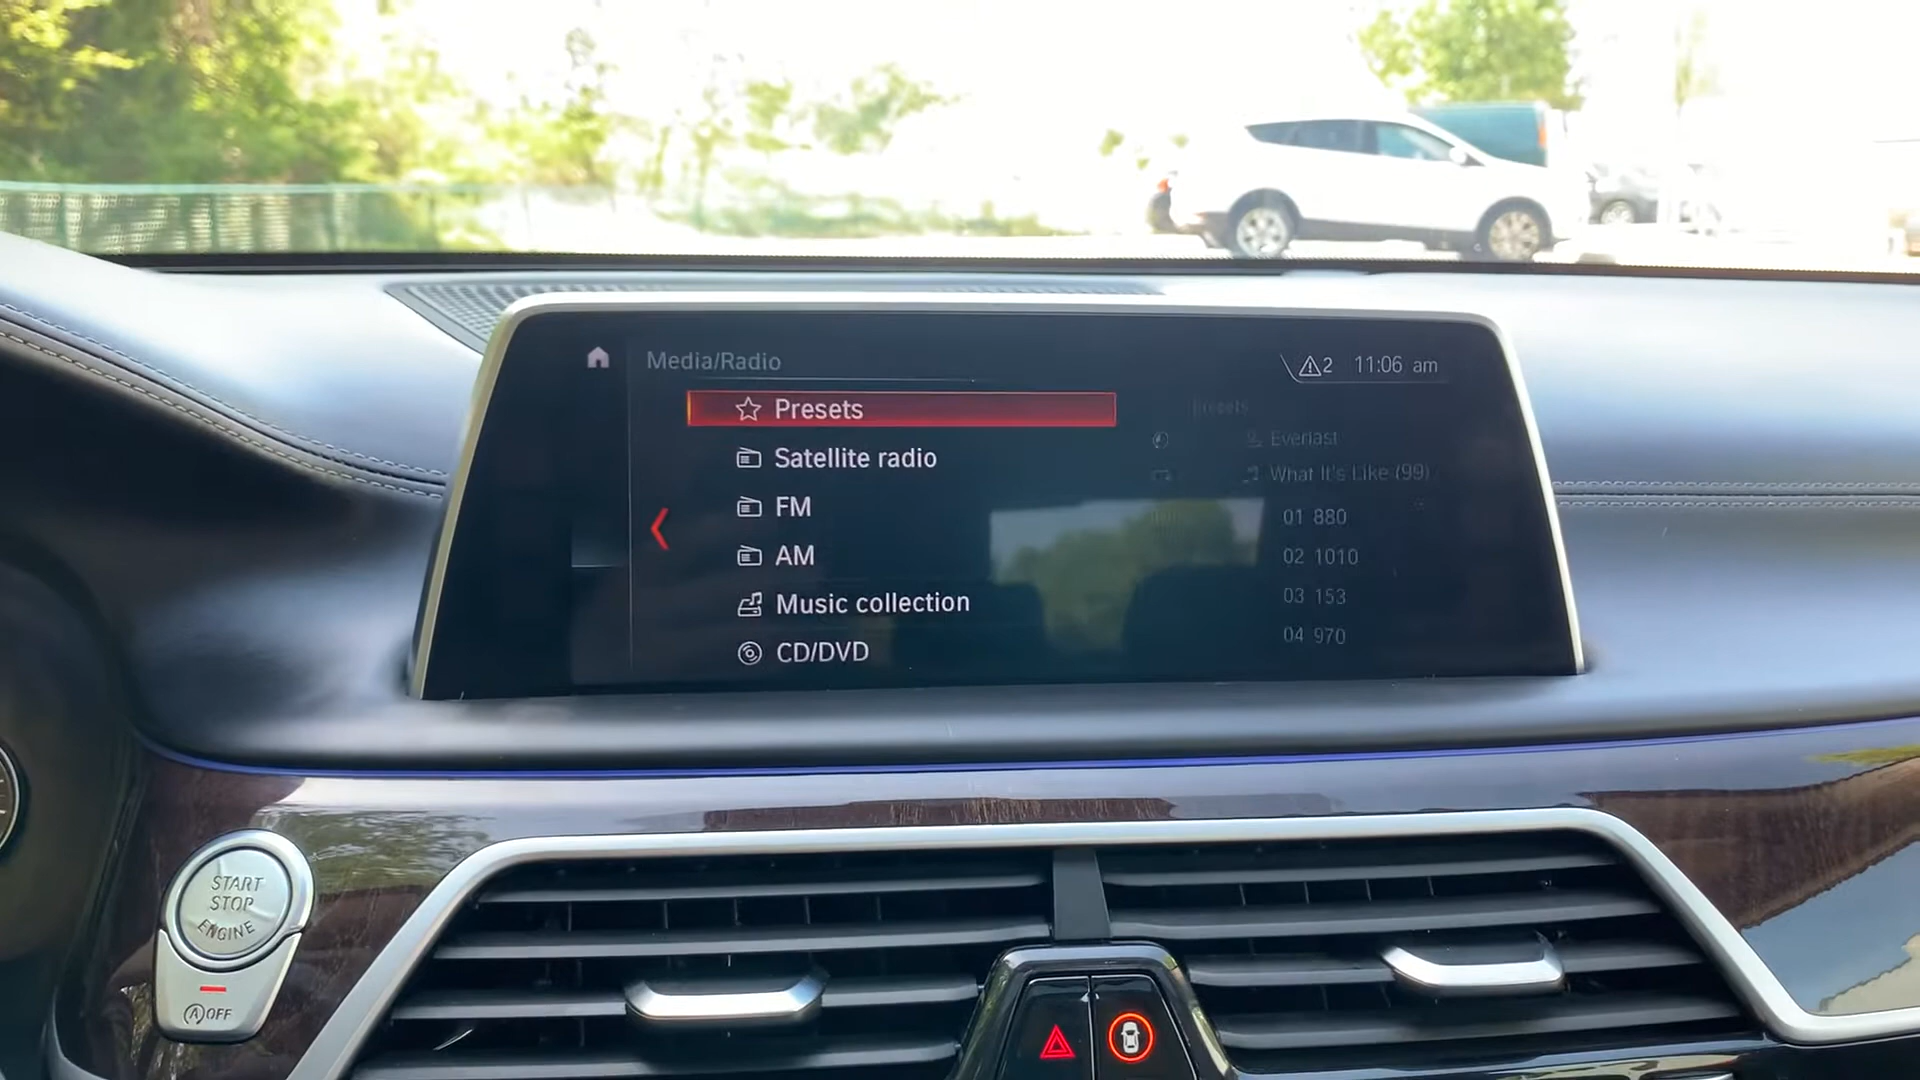 Media/Radio
2 11:06 am
Presets
Satellite radio
FM
AM
Music collection
CD/DVD
Presets
Everlast
What It's Like (99)
01 880
02 1010
03 153
04 970
START
STOP
ENGINE
A OFF